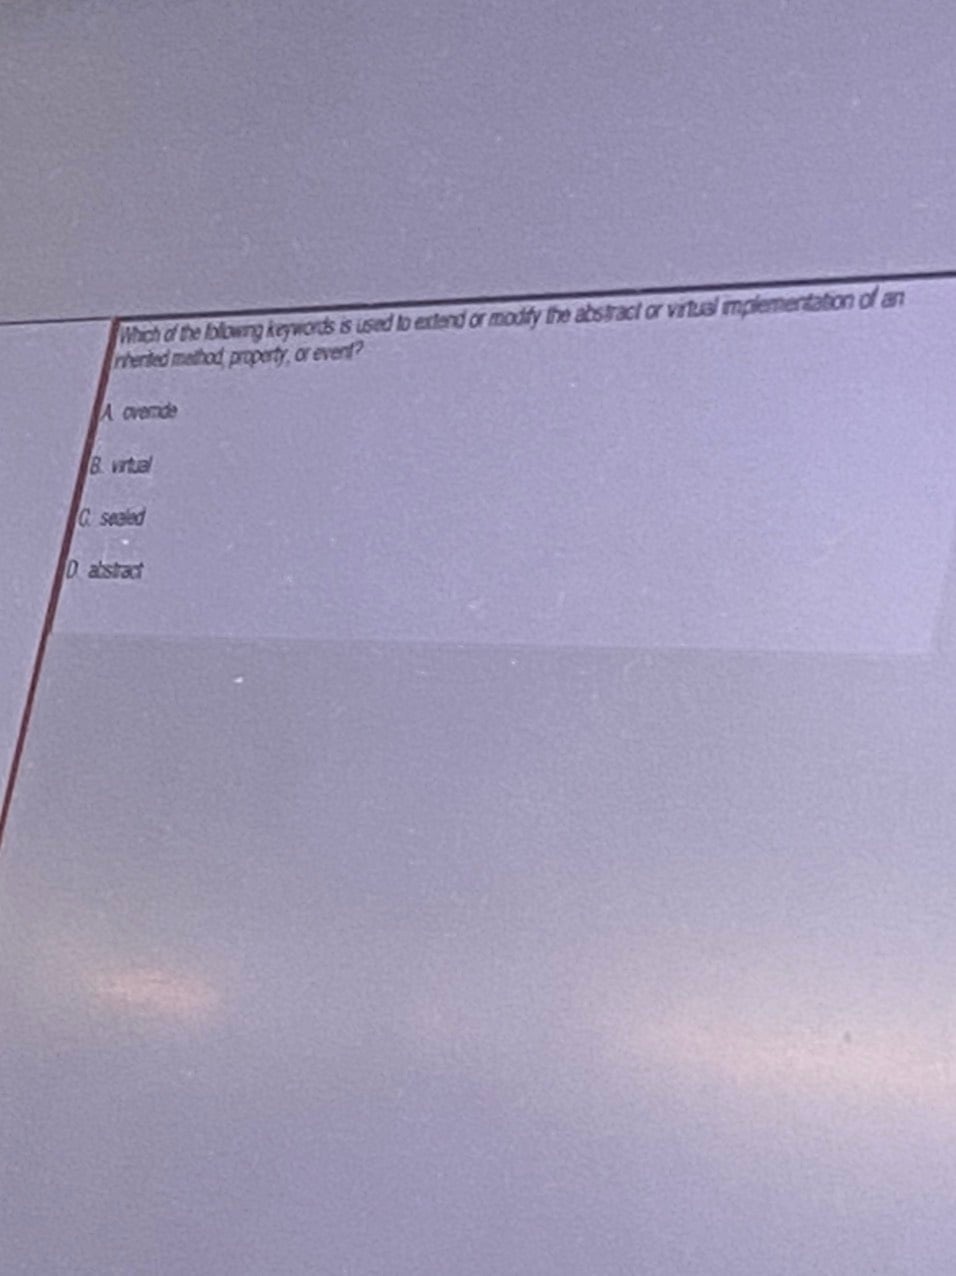 Which of the following keywords is used to extend or modify the abstract or virtual implementation of an
inherited method, property, or event?
A. override
B. virtual
C. sealed
D. abstract